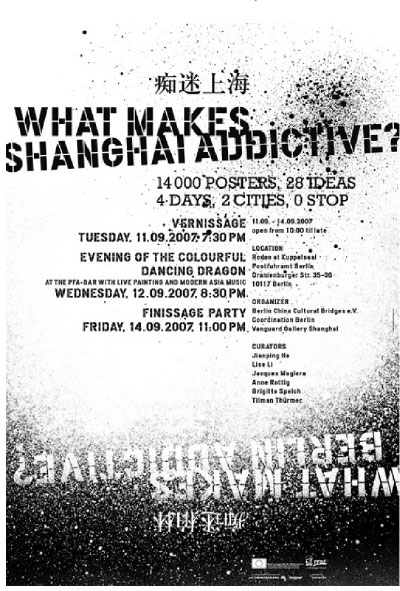 痴迷上海
WHAT MAKES
SHANGHAI ADDICTIVE?
14 000 POSTERS, 28 IDEAS
4 DAYS, 2 CITIES, 0 STOP
VERNISSAGE
TUESDAY, 11.09.2007, 7:30 PM
EVENING OF THE COLOURFUL
DANCING DRAGON
AT THE PFA-BAR WITH LIVE PAINTING AND MODERN ASIA MUSIC
WEDNESDAY, 12.09.2007, 8:30 PM
FINISSAGE PARTY
FRIDAY, 14.09.2007, 11:00 PM
11.09. - 14.09.2007
open from 10:00 till late
LOCATION
Rodeo at Kuppelsaal
Postfuhramt Berlin
Oranienburger Str. 35-36
10117 Berlin
ORGANIZER
Berlin China Cultural Bridges e.V.
Coordination Berlin
Vanguard Gallery Shanghai
CURATORS
Jianping He
Lise Li
Jacques Magiera
Anne Rottig
Brigitte Speich
Tilman Thürmer
WHAT MAKES
BERLIN ADDICTIVE?
痴迷柏林